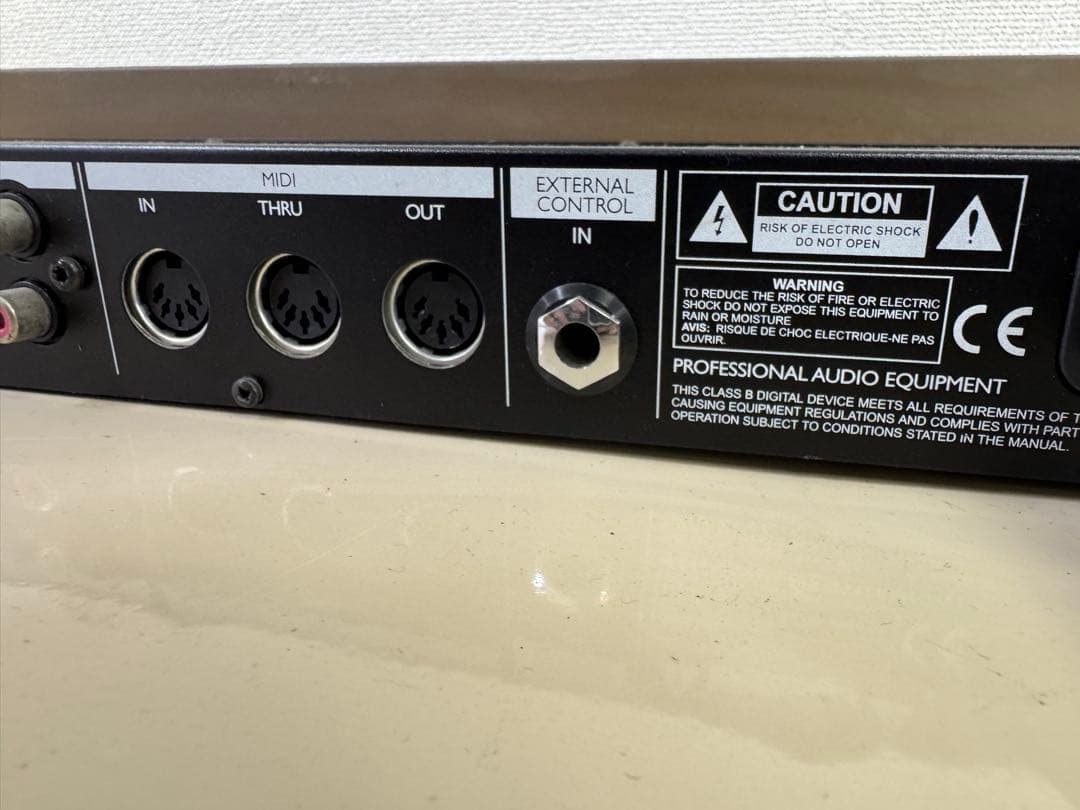 MIDI
IN
THRU
OUT
EXTERNAL
CONTROL
IN
CAUTION
RISK OF ELECTRIC SHOCK
DO NOT OPEN
WARNING
TO REDUCE THE RISK OF FIRE OR ELECTRIC
SHOCK DO NOT EXPOSE THIS EQUIPMENT TO
RAIN OR MOISTURE
AVIS: RISQUE DE CHOC ELECTRIQUE-NE PAS
OUVRIR.
CE
PROFESSIONAL AUDIO EQUIPMENT
THIS CLASS B DIGITAL DEVICE MEETS ALL REQUIREMENTS OF T
CAUSING EQUIPMENT REGULATIONS AND COMPLIES WITH PART
OPERATION SUBJECT TO CONDITIONS STATED IN THE MANUAL.